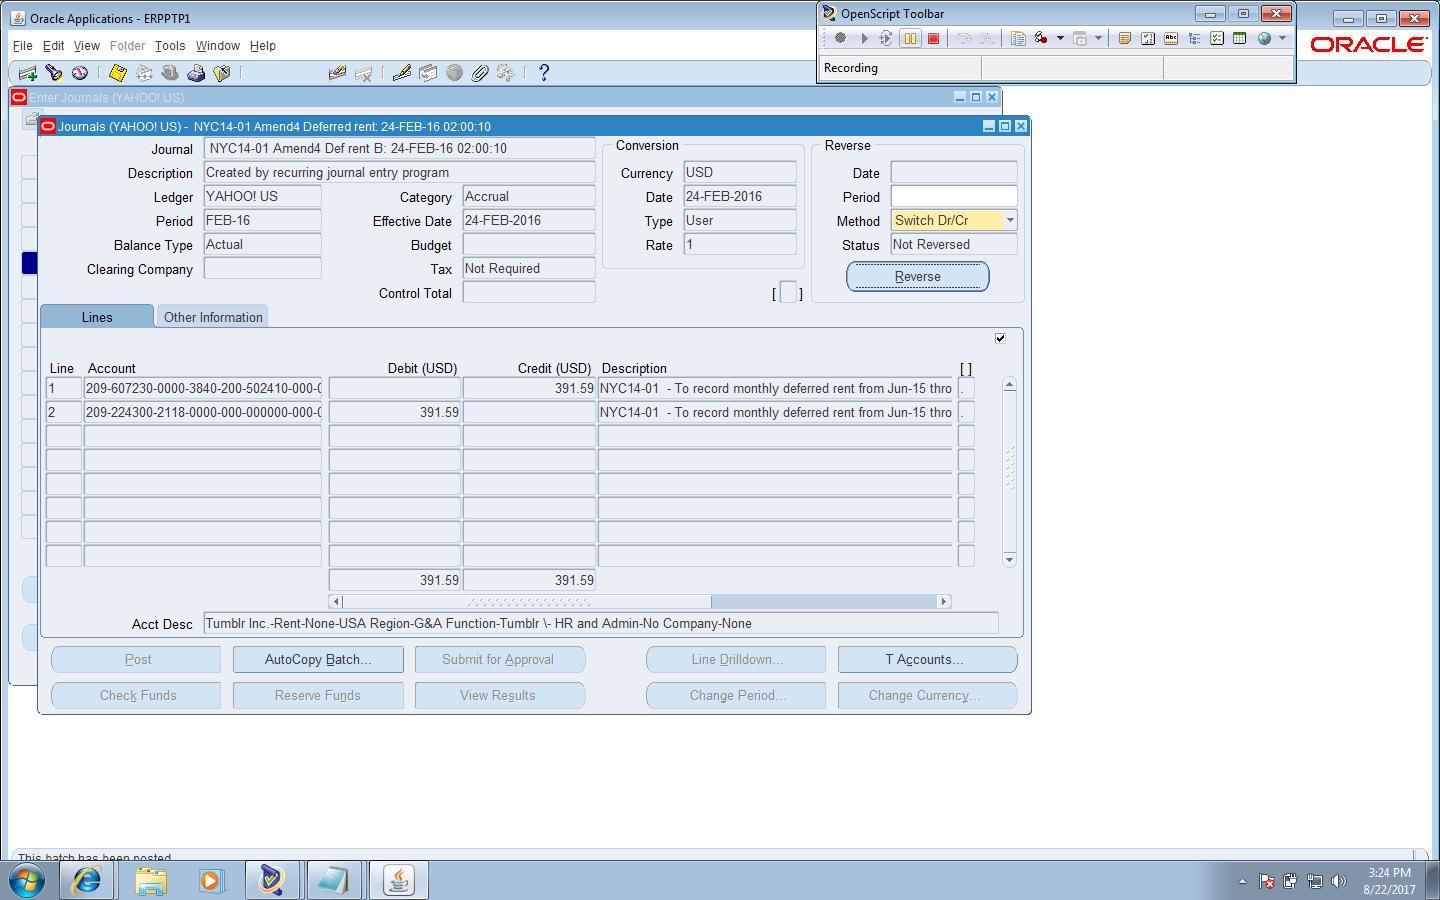 Oracle Applications - ERPPTP1
OpenScript Toolbar
File Edit View Folder Tools Window Help
Recording
ORACLE
Enter Journals (YAHOO! US)
Journals (YAHOO! US) - NYC14-01 Amend4 Deferred rent: 24-FEB-16 02:00:10
Journal NYC14-01 Amend4 Def rent B: 24-FEB-16 02:00:10
Description Created by recurring journal entry program
Ledger YAHOO! US Category Accrual
Period FEB-16 Effective Date 24-FEB-2016
Balance Type Actual Budget
Clearing Company Tax Not Required
Control Total
[ ]
Conversion
Currency USD
Date 24-FEB-2016
Type User
Rate 1
Reverse
Date
Period
Method Switch Dr/Cr
Status Not Reversed
Reverse
Lines Other Information
Line Account Debit (USD) Credit (USD) Description [ ]
1 209-607230-0000-3840-200-502410-000-0 391.59 NYC14-01 - To record monthly deferred rent from Jun-15 thro .
2 209-224300-2118-0000-000-000000-000-0 391.59 NYC14-01 - To record monthly deferred rent from Jun-15 thro .
391.59 391.59
Acct Desc Tumblr Inc.-Rent-None-USA Region-G&A Function-Tumblr \- HR and Admin-No Company-None
Post AutoCopy Batch... Submit for Approval Line Drilldown... T Accounts...
Check Funds Reserve Funds View Results Change Period... Change Currency...
This batch has been posted
3:24 PM
8/22/2017